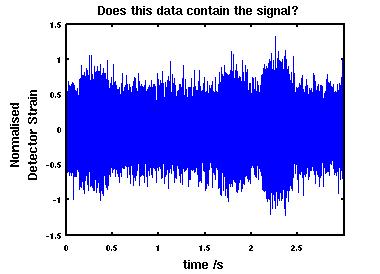 Does this data contain the signal?
Normalised
Detector Strain
1.5
1
0.5
0
-0.5
-1
-1.5
0 0.5 1 1.5 2 2.5
time /s